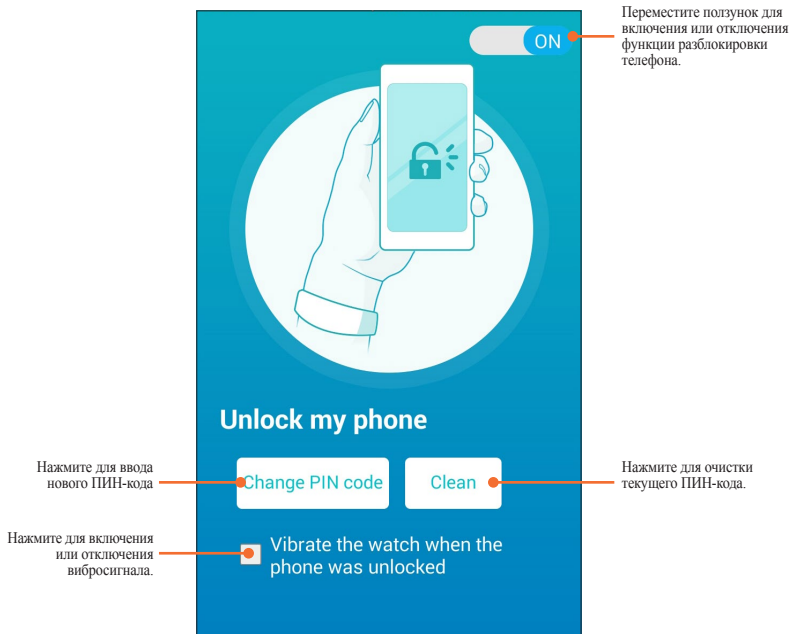 Переместите ползунок для
включения или отключения
функции разблокировки
телефона.
ON
Unlock my phone
Нажмите для ввода
нового ПИН-кода
Change PIN code
Clean
Нажмите для очистки
текущего ПИН-кода.
Нажмите для включения
или отключения
вибросигнала.
Vibrate the watch when the
phone was unlocked